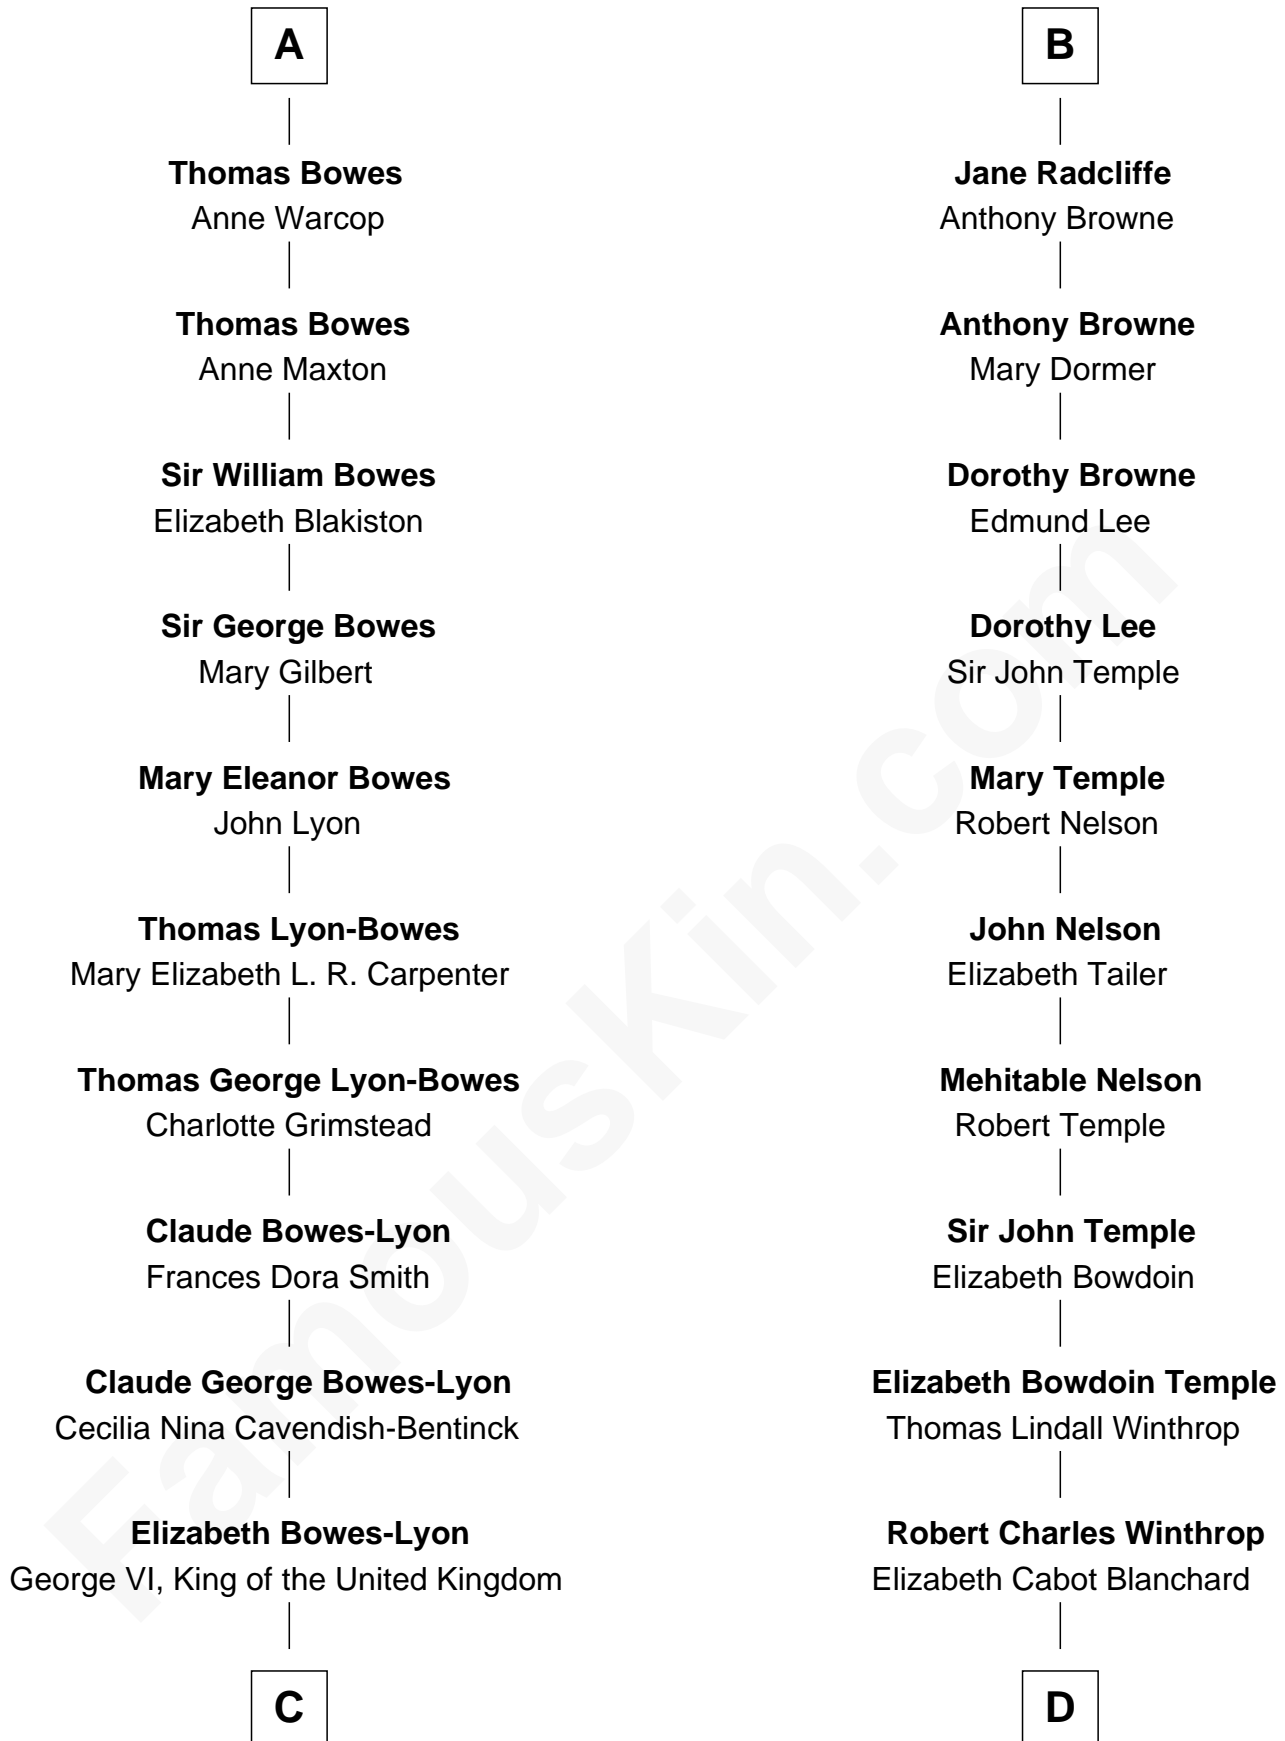 A
Thomas Bowes
Anne Warcop
Thomas Bowes
Anne Maxton
Sir William Bowes
Elizabeth Blakiston
Sir George Bowes
Mary Gilbert
Mary Eleanor Bowes
John Lyon
Thomas Lyon-Bowes
Mary Elizabeth L. R. Carpenter
Thomas George Lyon-Bowes
Charlotte Grimstead
Claude Bowes-Lyon
Frances Dora Smith
Claude George Bowes-Lyon
Cecilia Nina Cavendish-Bentinck
Elizabeth Bowes-Lyon
George VI, King of the United Kingdom
C
B
Jane Radcliffe
Anthony Browne
Anthony Browne
Mary Dormer
Dorothy Browne
Edmund Lee
Dorothy Lee
Sir John Temple
Mary Temple
Robert Nelson
John Nelson
Elizabeth Tailer
Mehitable Nelson
Robert Temple
Sir John Temple
Elizabeth Bowdoin
Elizabeth Bowdoin Temple
Thomas Lindall Winthrop
Robert Charles Winthrop
Elizabeth Cabot Blanchard
D
FamousKin.com